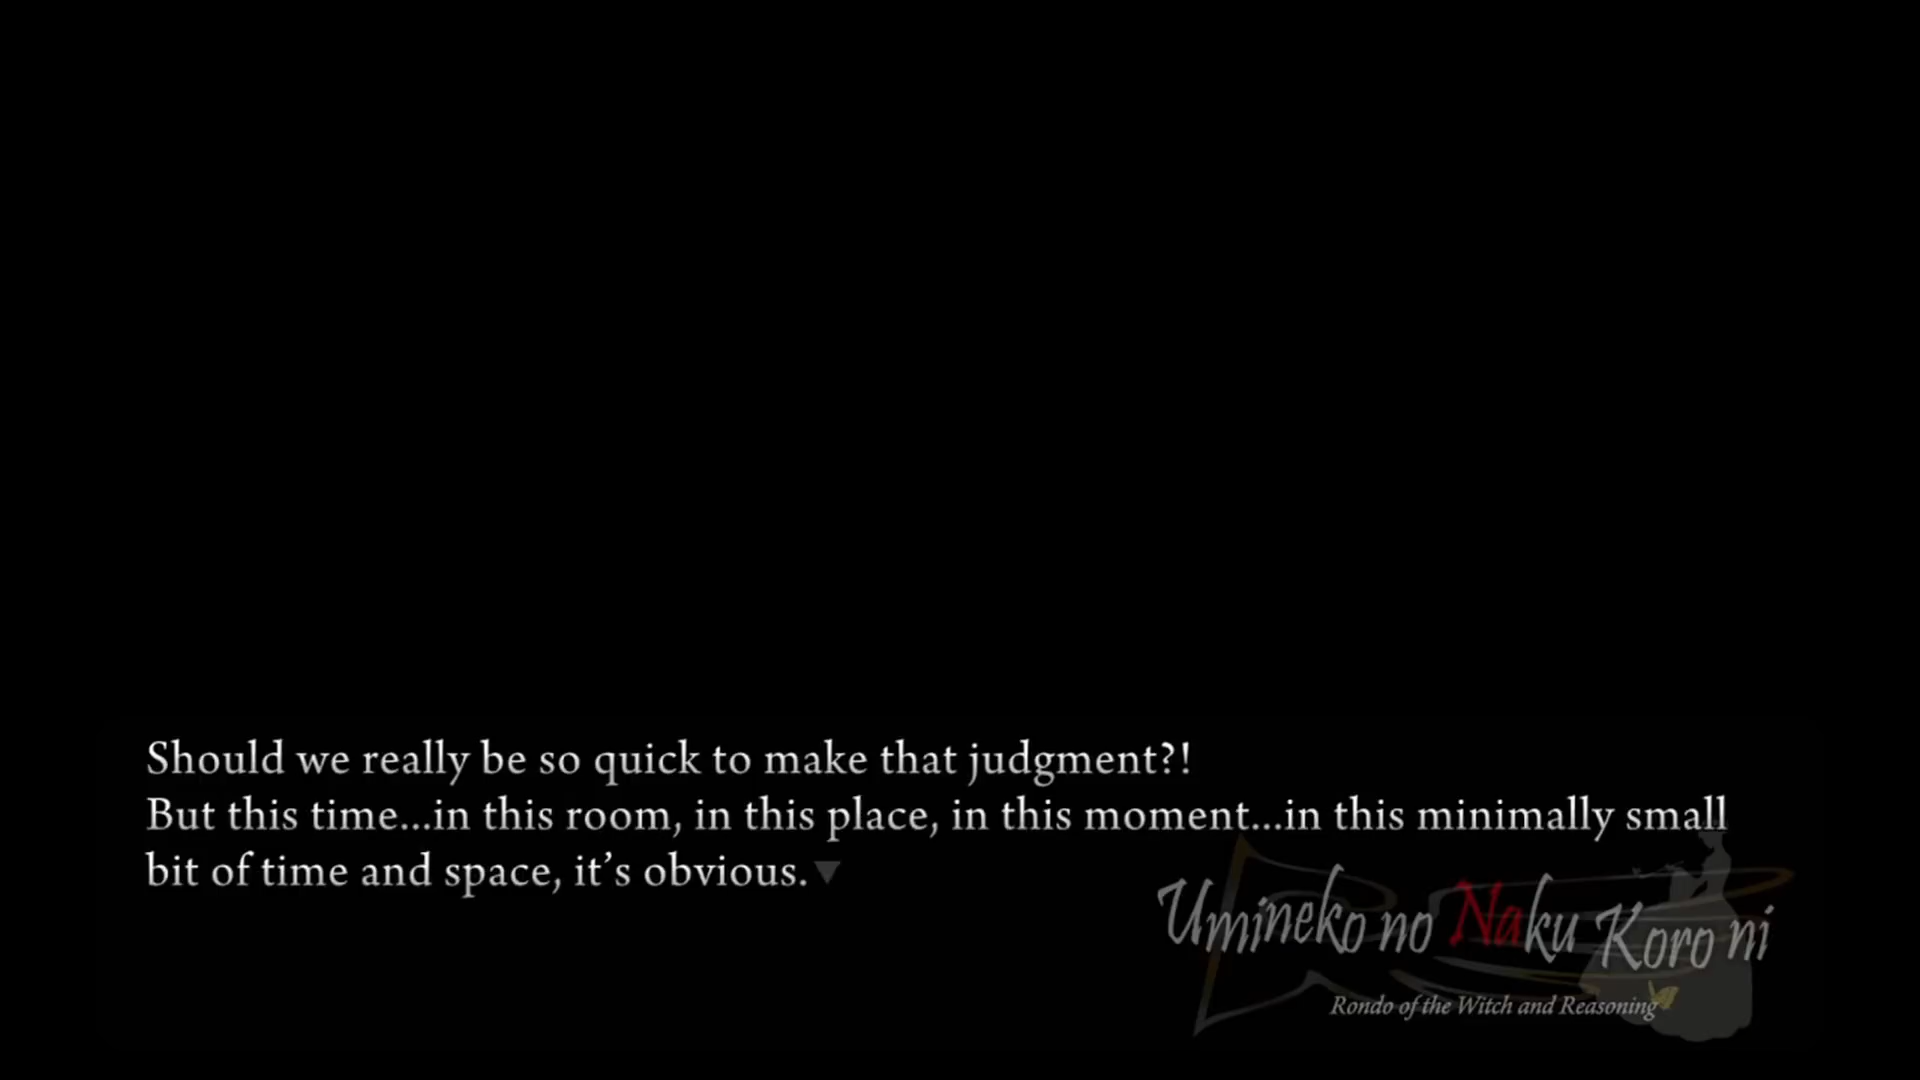 Should we really be so quick to make that judgment?!
But this time...in this room, in this place, in this moment...in this minimally small
bit of time and space, it’s obvious.
Umineko no Naku Koro ni
Rondo of the Witch and Reasoning